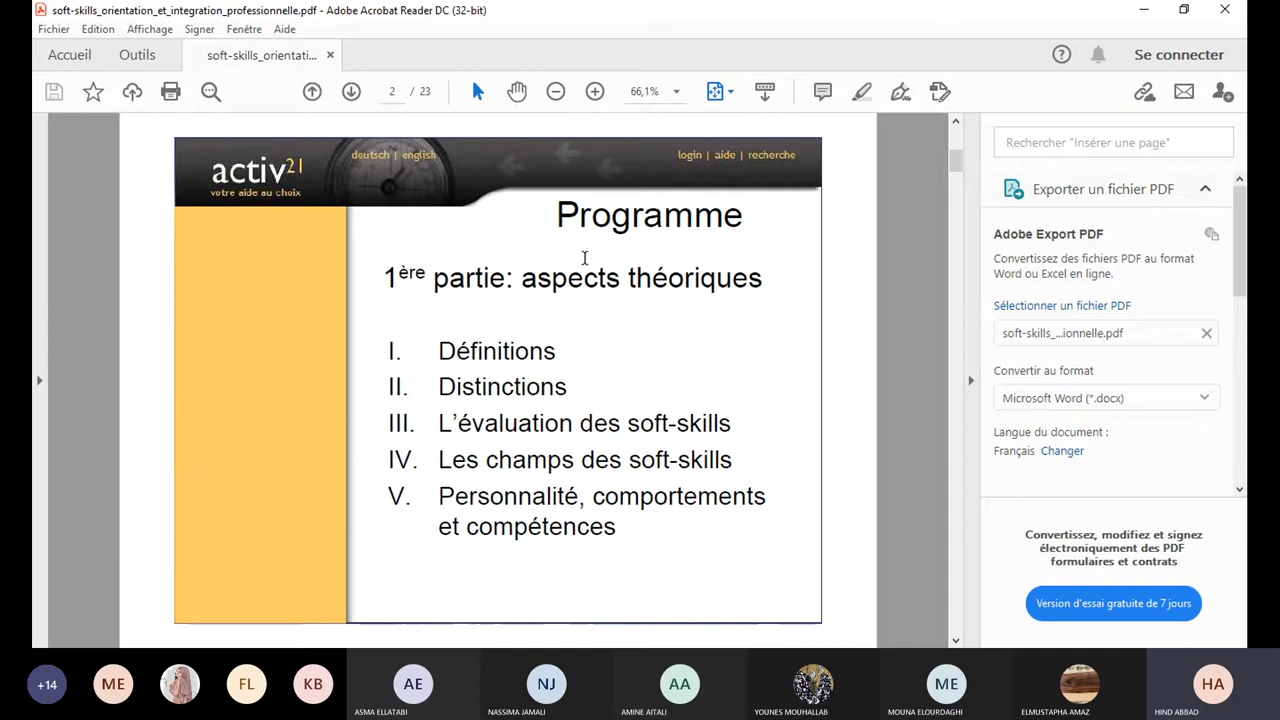 soft-skills_orientation_et_integration_professionnelle.pdf - Adobe Acrobat Reader DC (32-bit)
Fichier Edition Affichage Signer Fenêtre Aide
Accueil Outils soft-skills_orientati... × Se connecter
2 / 23 66,1%
Rechercher "Insérer une page"
Exporter un fichier PDF
Adobe Export PDF
Convertissez des fichiers PDF au format
Word ou Excel en ligne.
Sélectionner un fichier PDF
soft-skills_...ionnelle.pdf
Convertir au format
Microsoft Word (*.docx)
Langue du document :
Français Changer
Convertissez, modifiez et signez
électroniquement des PDF
formulaires et contrats
Version d'essai gratuite de 7 jours
activ21
votre aide au choix
deutsch | english
login | aide | recherche
Programme
1ère partie: aspects théoriques
I. Définitions
II. Distinctions
III. L'évaluation des soft-skills
IV. Les champs des soft-skills
V. Personnalité, comportements
et compétences
+14 ME FL KB AE NJ AA ME HA
ASMA ELLATABI NASSIMA JAMALI AMINE AITALI YOUNES MOUHALLAB MOUNA ELOURDAGHI ELMUSTAPHA AMAZ HIND ABBAD